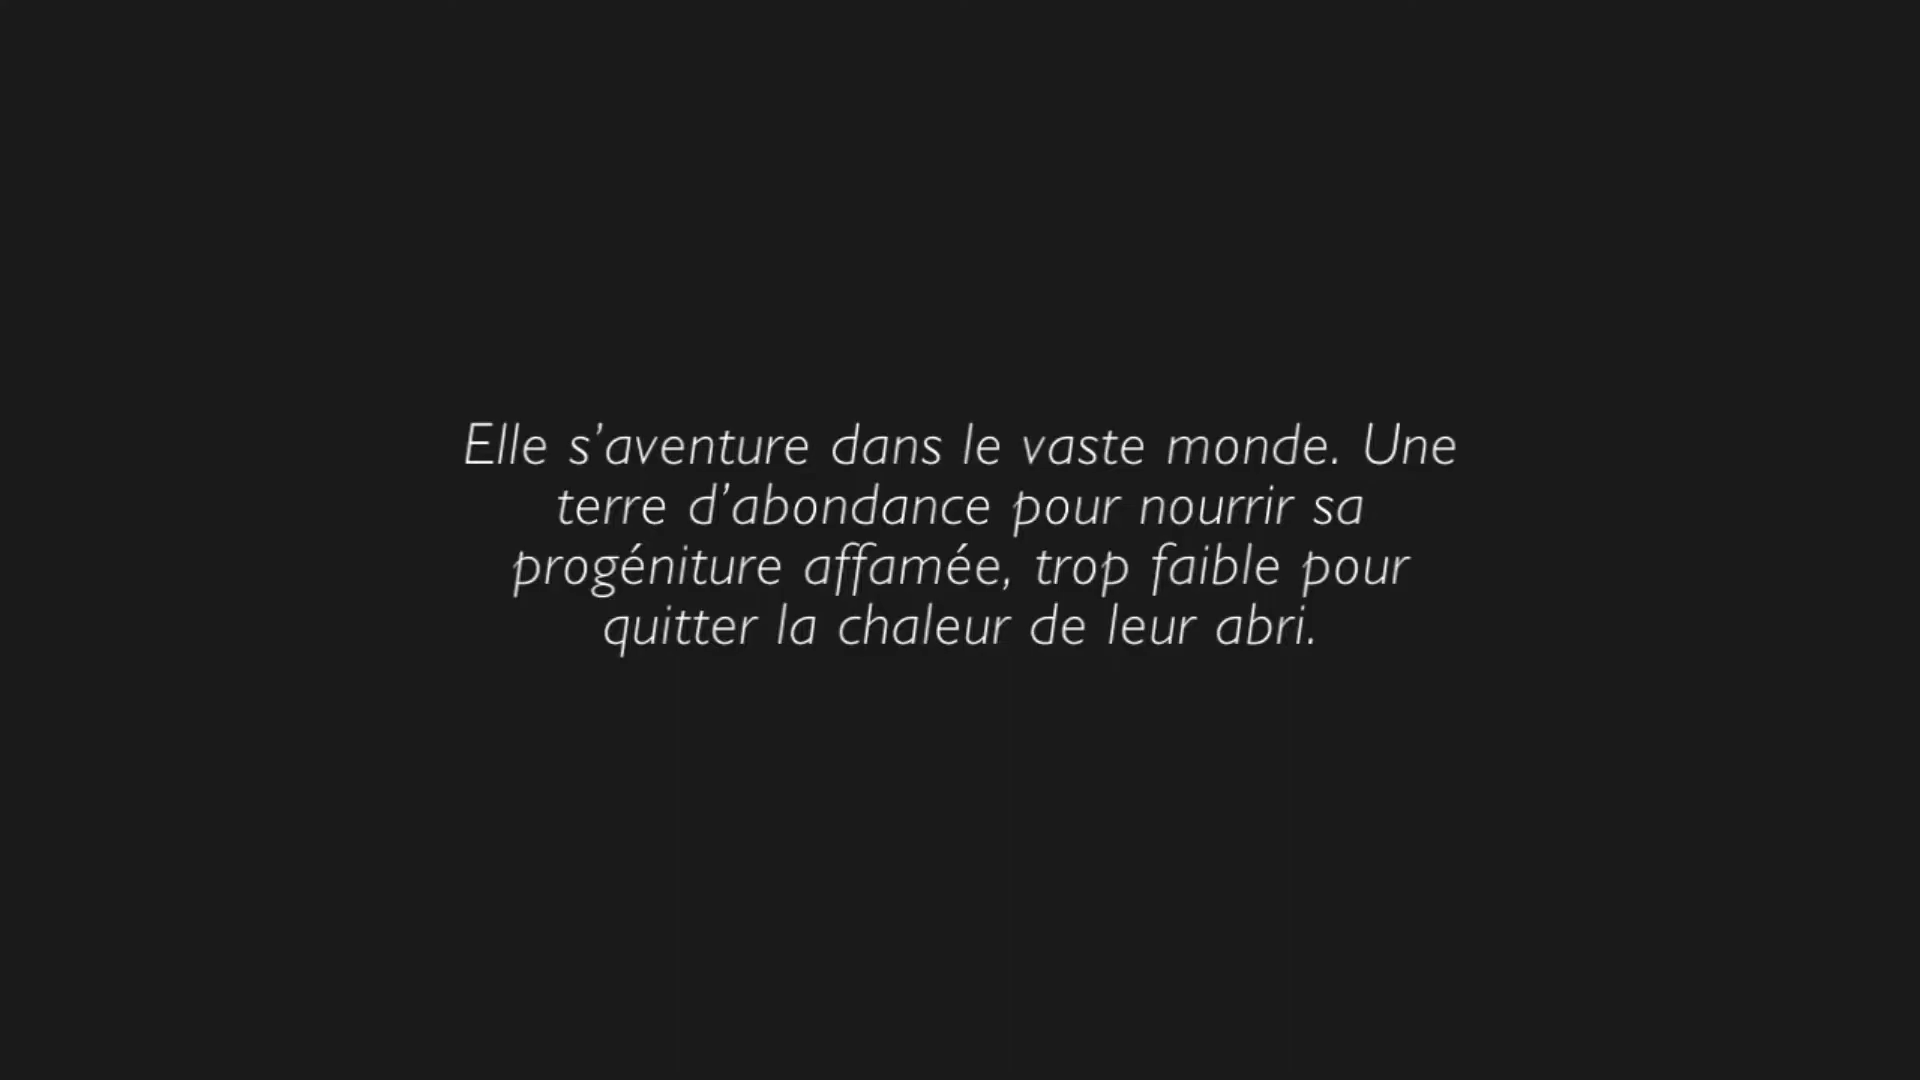 Elle s’aventure dans le vaste monde. Une
terre d’abondance pour nourrir sa
progéniture affamée, trop faible pour
quitter la chaleur de leur abri.